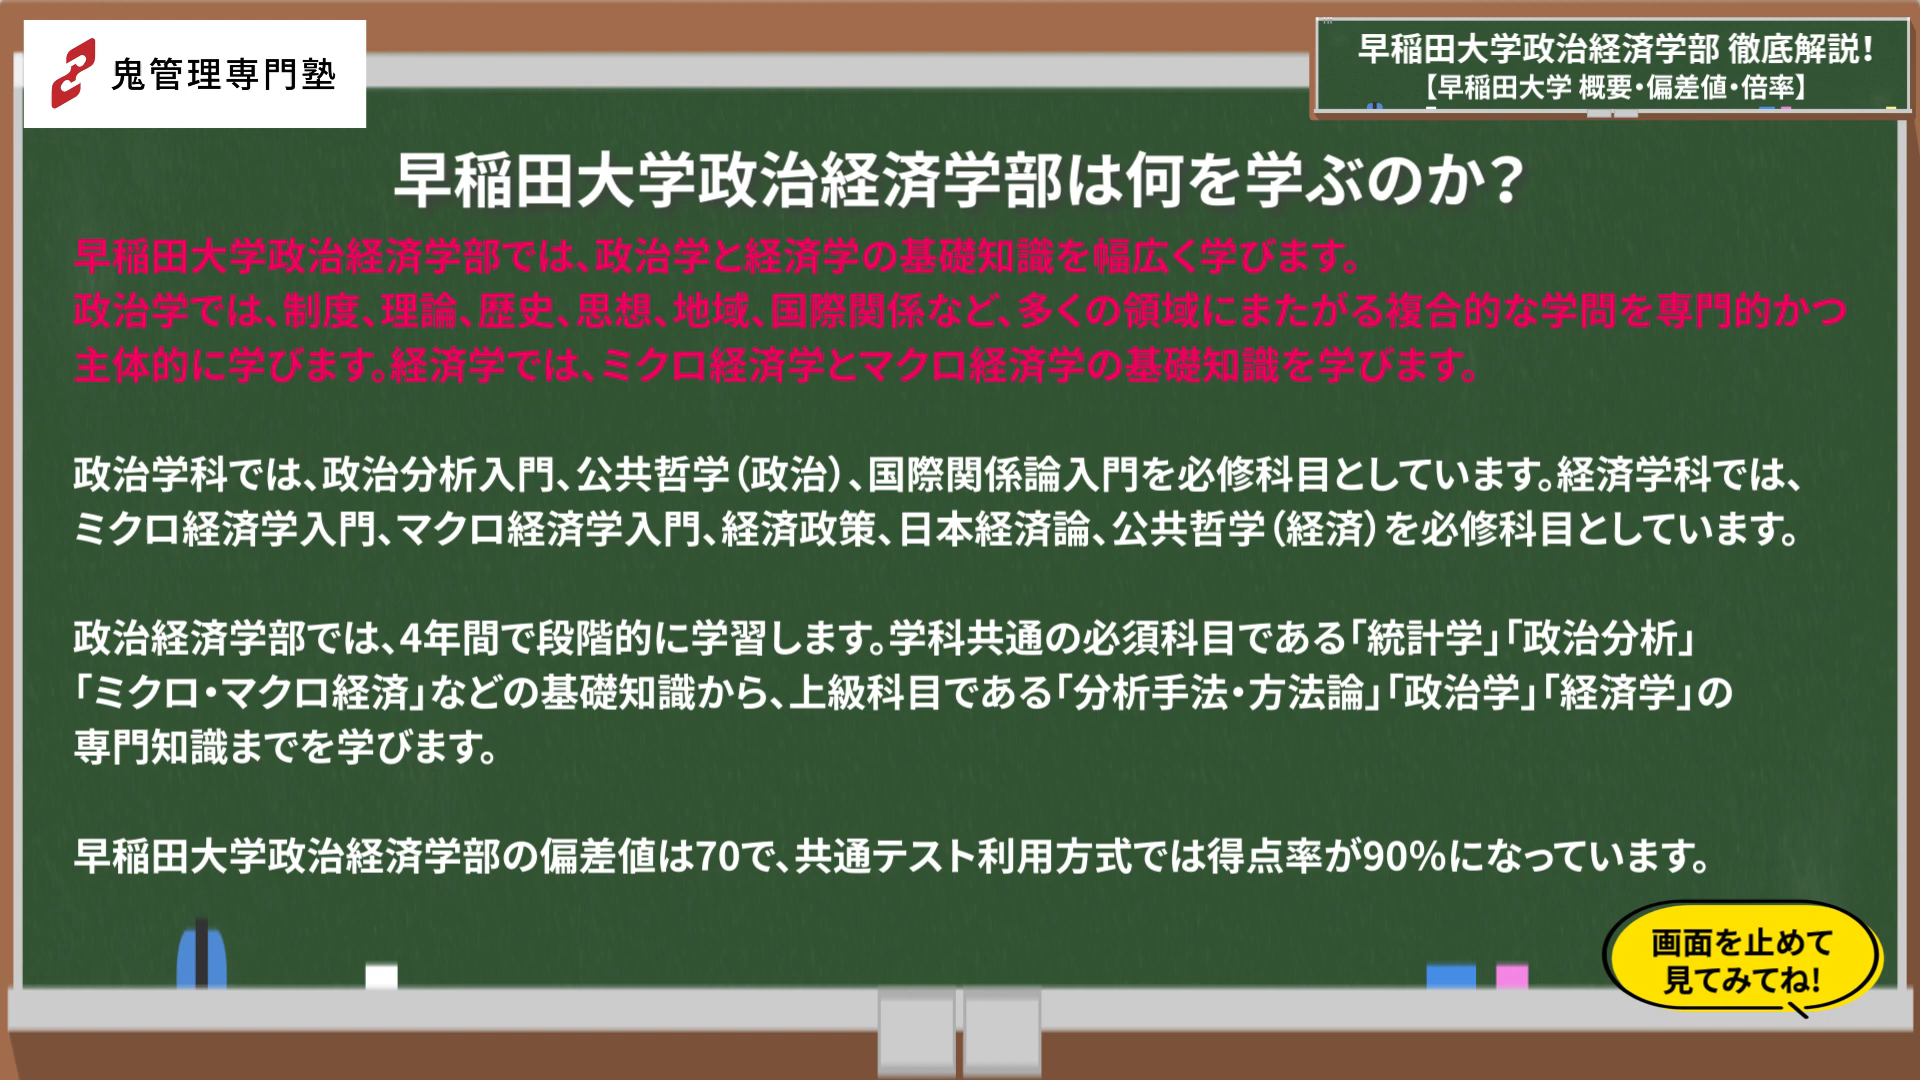 鬼管理専門塾
早稲田大学政治経済学部 徹底解説!
【早稲田大学 概要・偏差値・倍率】
早稲田大学政治経済学部は何を学ぶのか?
早稲田大学政治経済学部では、政治学と経済学の基礎知識を幅広く学びます。
政治学では、制度、理論、歴史、思想、地域、国際関係など、多くの領域にまたがる複合的な学問を専門的かつ
主体的に学びます。経済学では、ミクロ経済学とマクロ経済学の基礎知識を学びます。
政治学科では、政治分析入門、公共哲学(政治)、国際関係論入門を必修科目としています。経済学科では、
ミクロ経済学入門、マクロ経済学入門、経済政策、日本経済論、公共哲学(経済)を必修科目としています。
政治経済学部では、4年間で段階的に学習します。学科共通の必須科目である「統計学」「政治分析」
「ミクロ・マクロ経済」などの基礎知識から、上級科目である「分析手法・方法論」「政治学」「経済学」の
専門知識までを学びます。
早稲田大学政治経済学部の偏差値は70で、共通テスト利用方式では得点率が90%になっています。
画面を止めて
見てみてね!